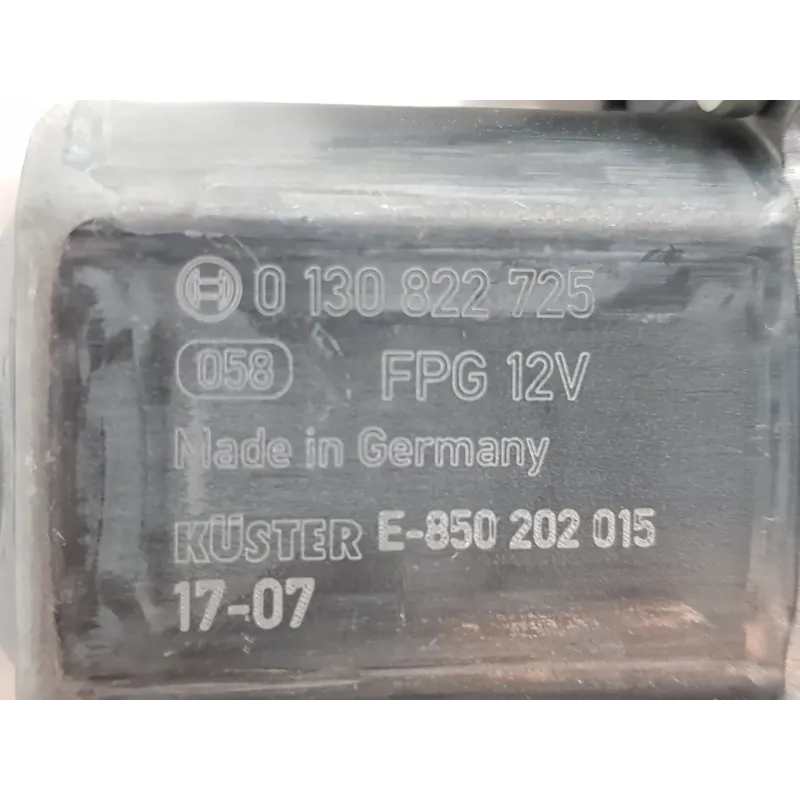 0 130 822 725
058 FPG 12V
Made in Germany
KÜSTER E-850 202 015
17-07